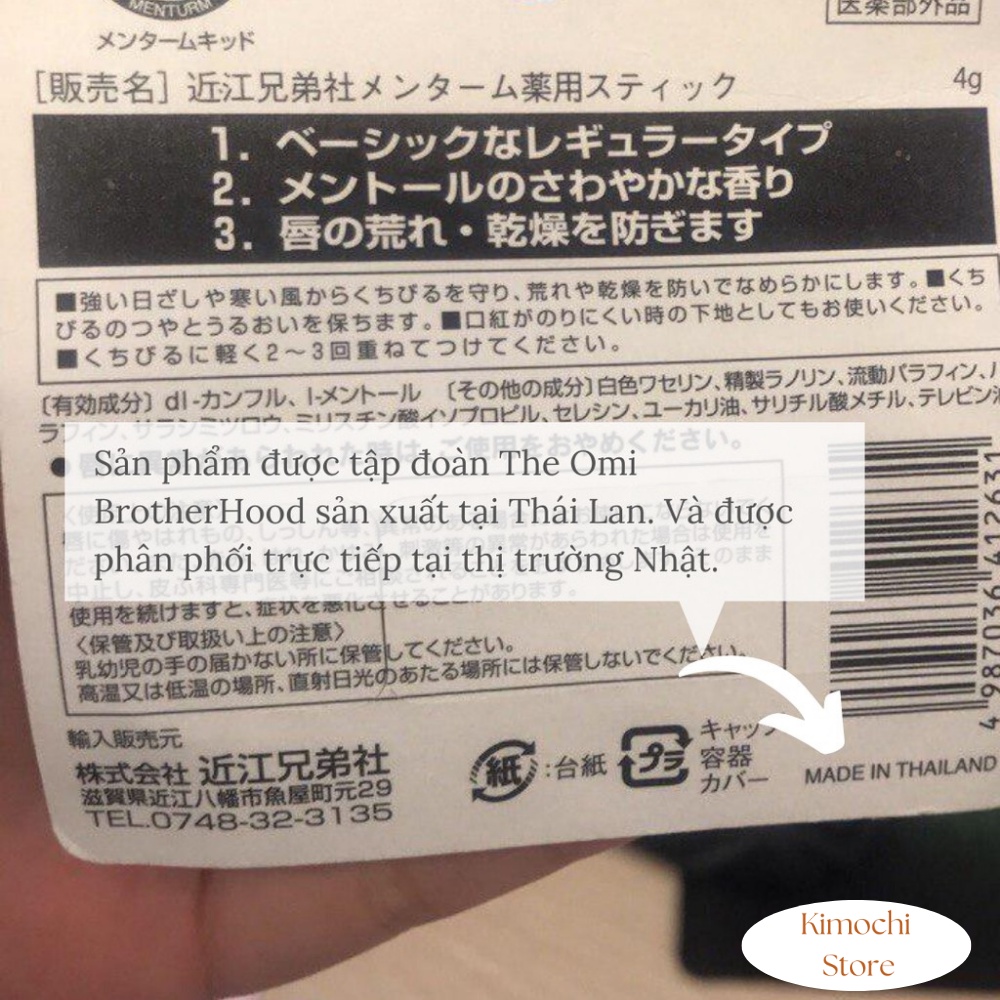 MENTURM
メンタームキッド
医薬部外品
[販売名] 近江兄弟社メンターム薬用スティック
4g
1. ベーシックなレギュラータイプ
2. メントールのさわやかな香り
3. 唇の荒れ・乾燥を防ぎます
■強い日ざしや寒い風からくちびるを守り、荒れや乾燥を防いでなめらかにします。■くち
びるのつやとうるおいを保ちます。■口紅がのりにくい時の下地としてもお使いください。
■くちびるに軽く2〜3回重ねてつけてください。
〔有効成分〕dl-カンフル、l-メントール 〔その他の成分〕白色ワセリン、精製ラノリン、流動パラフィン、
ラフィン、サラシミツロウ、ミリスチン酸イソプロピル、セレシン、ユーカリ油、サリチル酸メチル、テレビン
Sản phẩm được tập đoàn The Omi
BrotherHood sản xuất tại Thái Lan. Và được
phân phối trực tiếp tại thị trường Nhật.
使用を続けますと、症状を悪化させることがあります。
〈保管及び取扱い上の注意〉
乳幼児の手の届かない所に保管してください。
高温又は低温の場所、直射日光のあたる場所には保管しないでください。
4987036412631
輸入販売元
株式会社 近江兄弟社
滋賀県近江八幡市魚屋町元29
TEL.0748-32-3135
紙:台紙
プラ
キャップ
容器
カバー
MADE IN THAILAND
Kimochi
Store